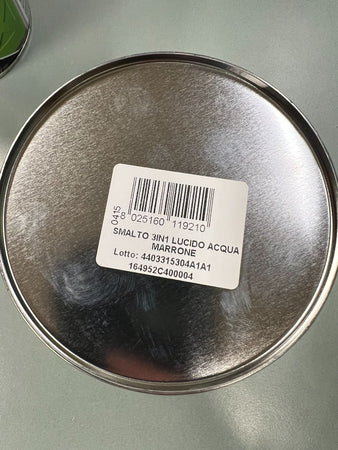 0415
8 025160 119210
SMALTO 3IN1 LUCIDO ACQUA
MARRONE
Lotto: 4403315304A1A1
164952C400004